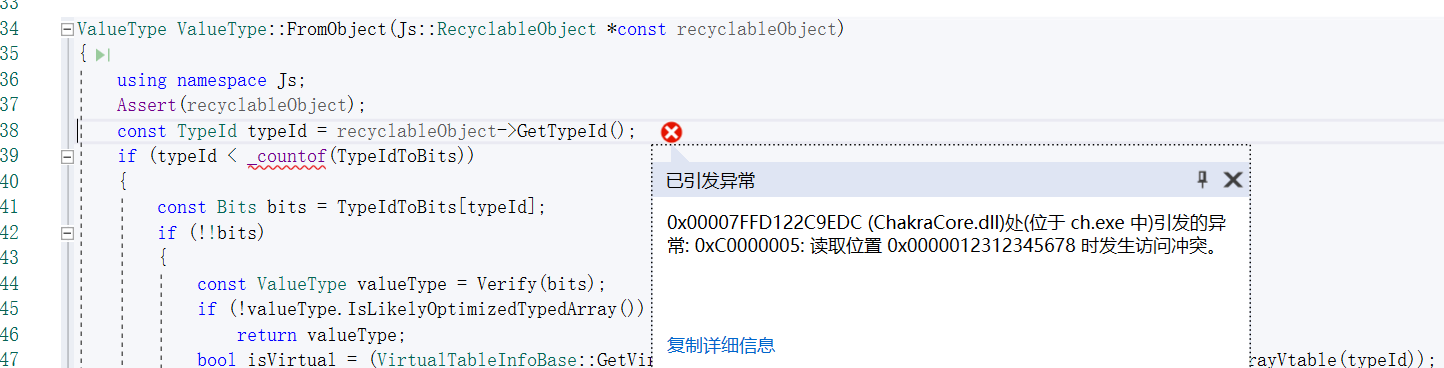 33
34 ValueType ValueType::FromObject(Js::RecyclableObject *const recyclableObject)
35 {
36 using namespace Js;
37 Assert(recyclableObject);
38 const TypeId typeId = recyclableObject->GetTypeId();
39 if (typeId < _countof(TypeIdToBits))
40 {
已引发异常
41 const Bits bits = TypeIdToBits[typeId];
42 if (!!bits)
43 {
0x00007FFD122C9EDC (ChakraCore.dll)处(位于 ch.exe 中)引发的异
常: 0xC0000005: 读取位置 0x0000012312345678 时发生访问冲突。
44 const ValueType valueType = Verify(bits);
45 if (!valueType.IsLikelyOptimizedTypedArray())
46 return valueType;
复制详细信息
47 bool isVirtual = (VirtualTableInfoBase::GetVi rayVtable(typeId));